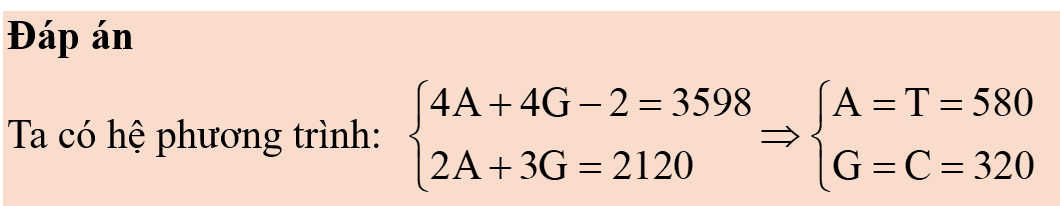 Đáp án
Ta có hệ phương trình: {4A + 4G − 2 = 3598 ⇒ {A = T = 580
2A + 3G = 2120 G = C = 320